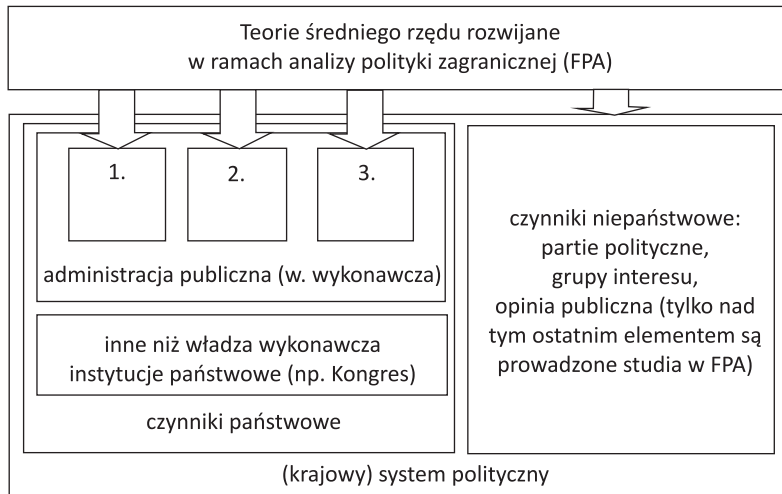 Teorie średniego rzędu rozwijane
w ramach analizy polityki zagranicznej (FPA)
1.
2.
3.
administracja publiczna (w. wykonawcza)
inne niż władza wykonawcza
instytucje państwowe (np. Kongres)
czynniki państwowe
czynniki niepaństwowe:
partie polityczne,
grupy interesu,
opinia publiczna (tylko nad
tym ostatnim elementem są
prowadzone studia w FPA)
(krajowy) system polityczny